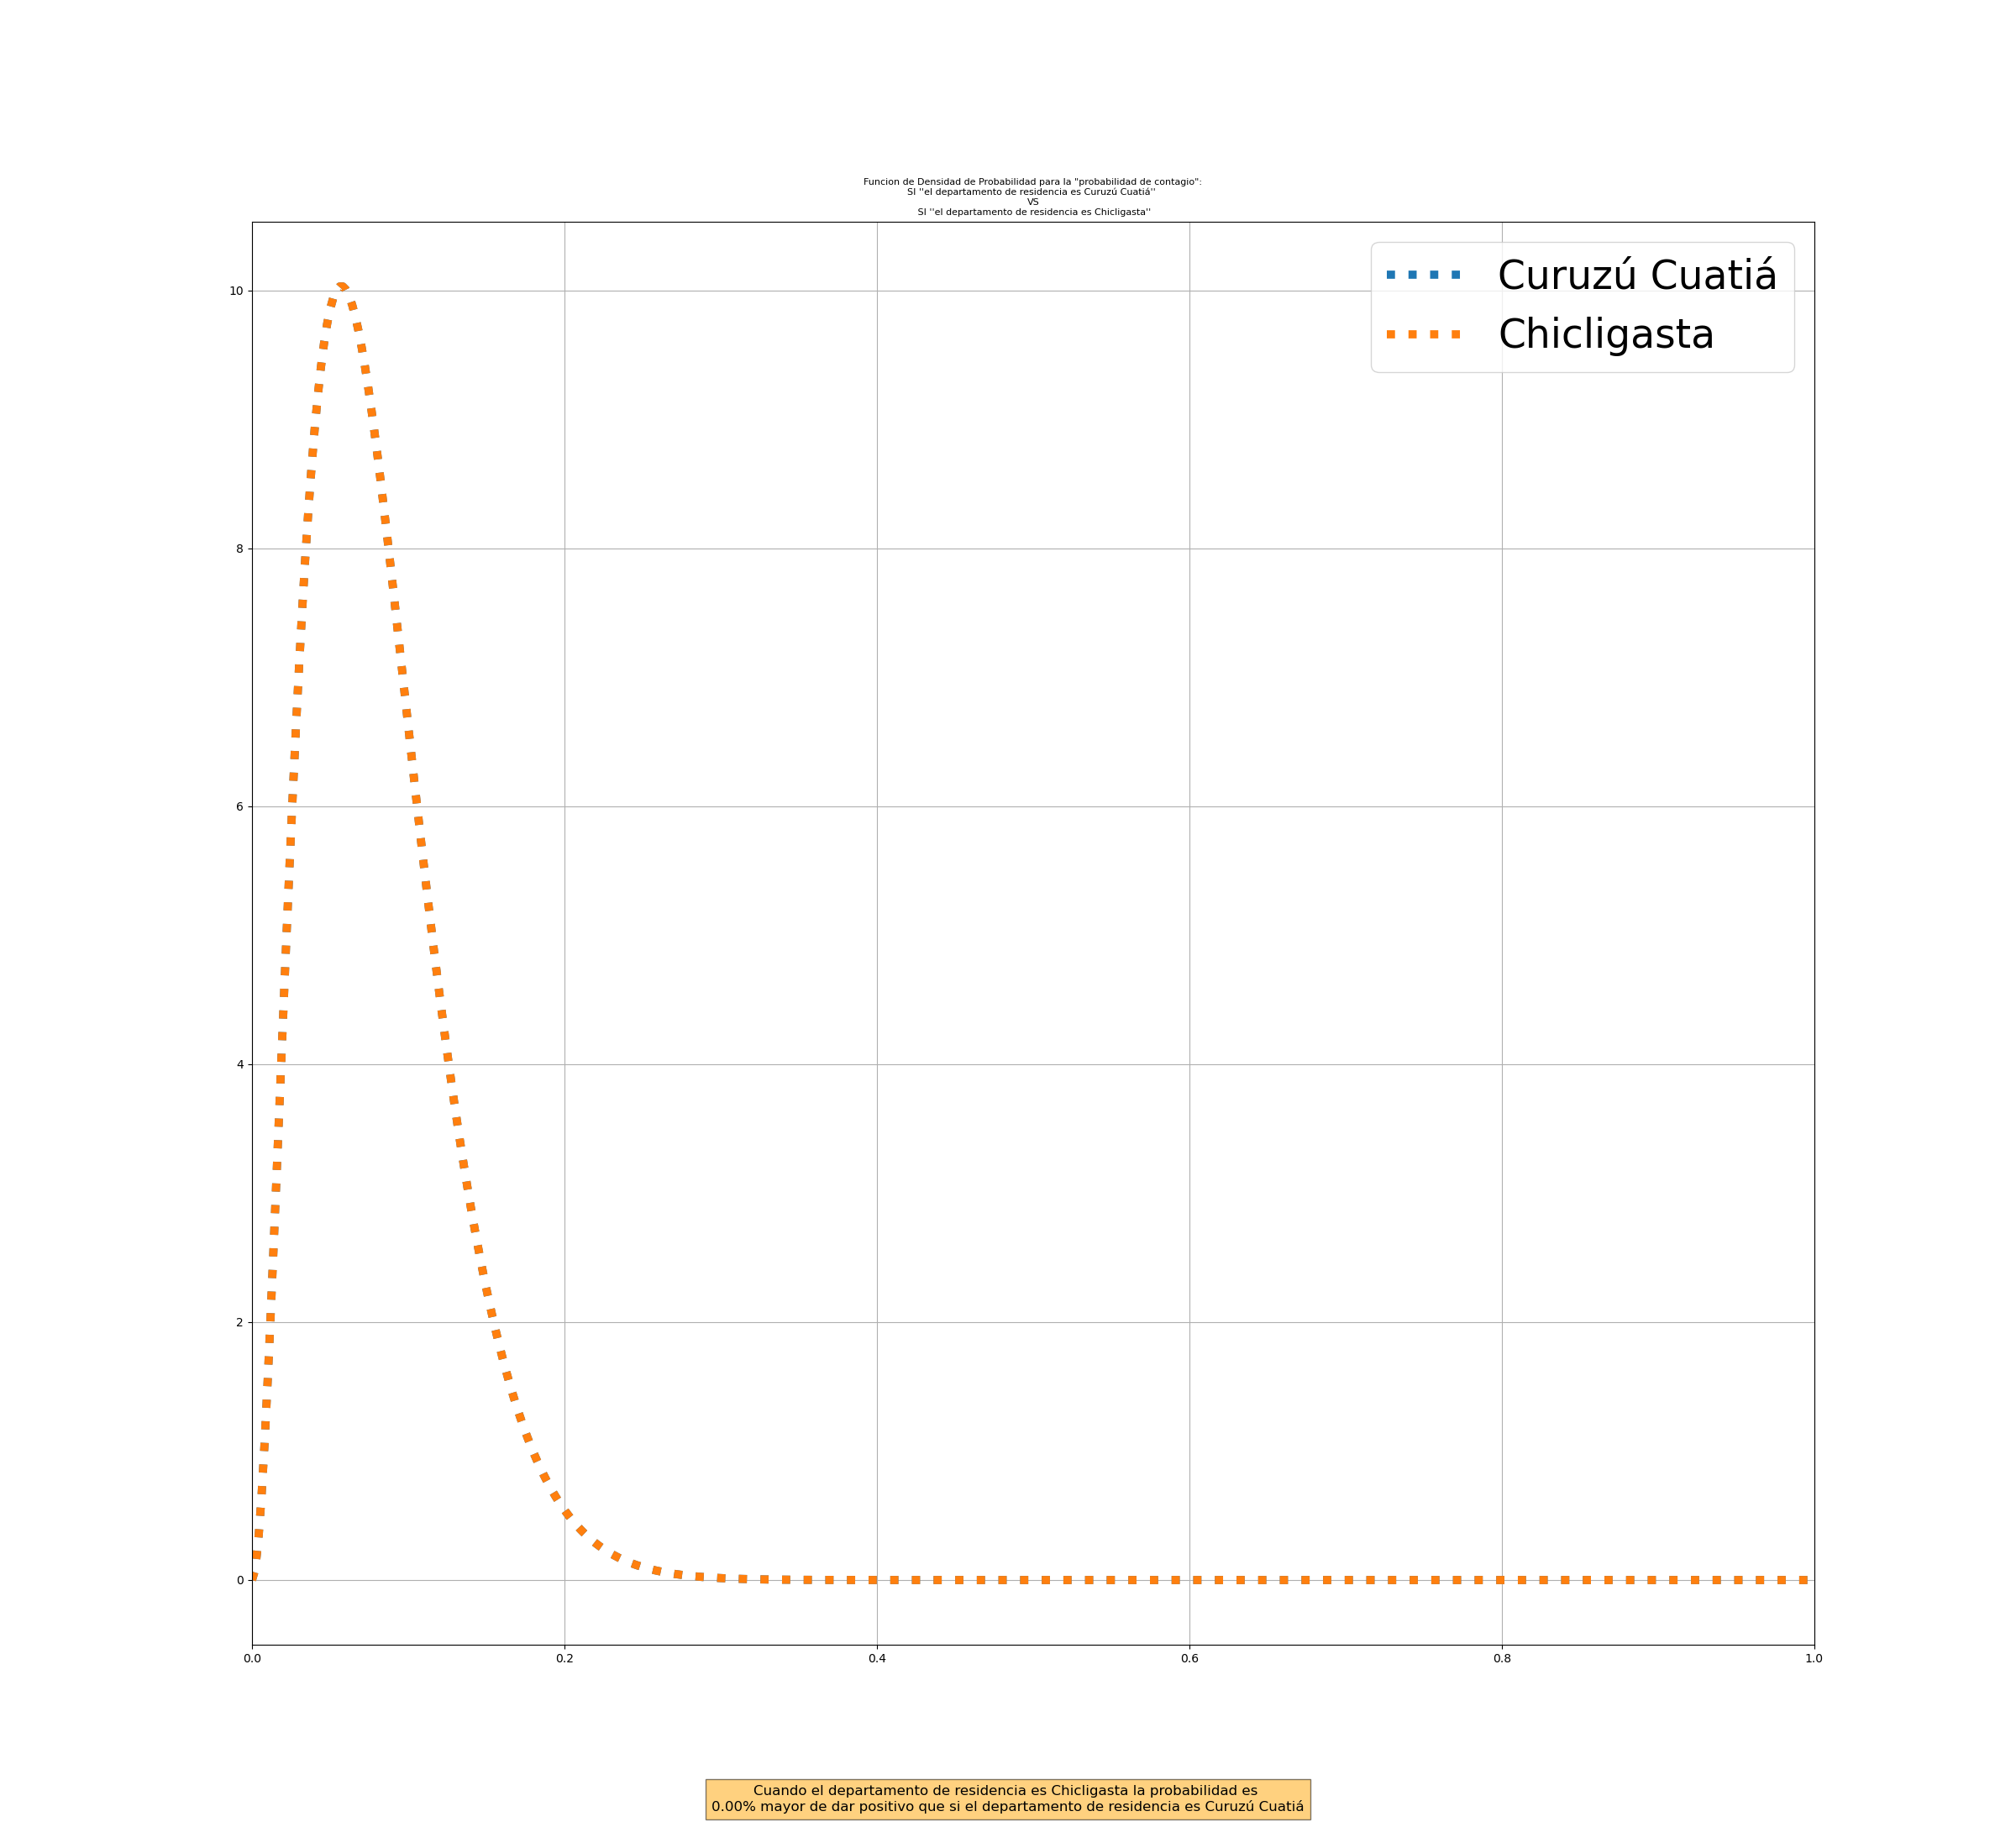 Funcion de Densidad de Probabilidad para la "probabilidad de contagio":
SI ''el departamento de residencia es Curuzú Cuatiá''
VS
SI ''el departamento de residencia es Chicligasta''
Curuzú Cuatiá
Chicligasta
10
8
6
4
2
0
0.0 0.2 0.4 0.6 0.8 1.0
Cuando el departamento de residencia es Chicligasta la probabilidad es
0.00% mayor de dar positivo que si el departamento de residencia es Curuzú Cuatiá